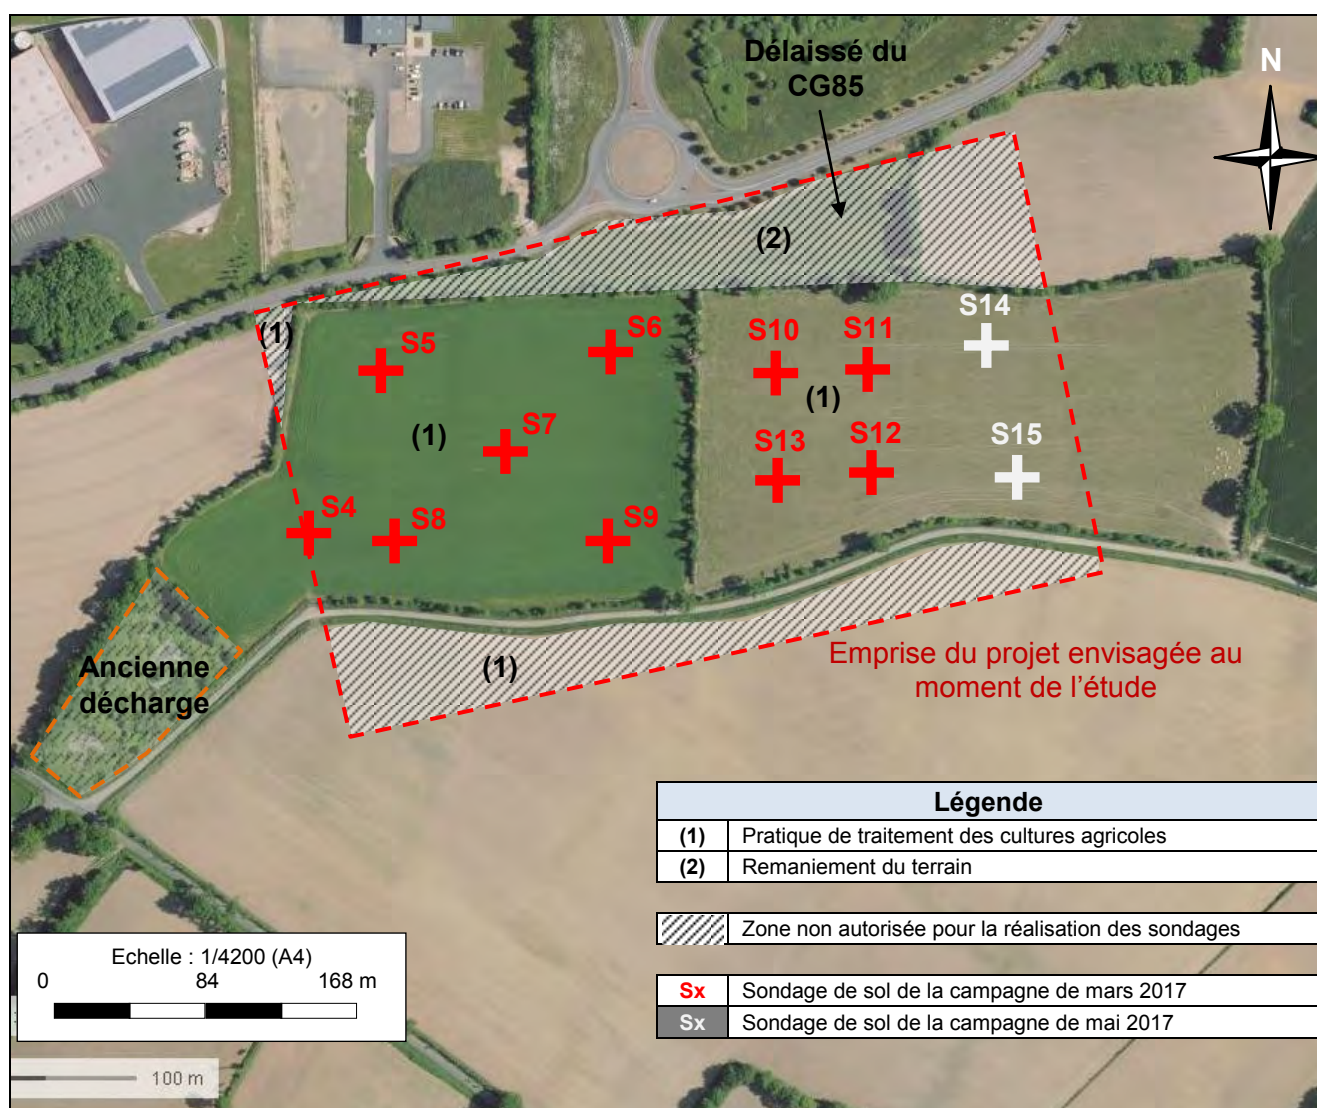 Délaissé du
CG85
N
(2)
(1)
S14
S5
S6
S10
S11
(1)
(1)
S7
S13
S12
S15
S4
S8
S9
Ancienne
décharge
(1)
Emprise du projet envisagée au
moment de l'étude
Légende
(1) Pratique de traitement des cultures agricoles
(2) Remaniement du terrain
Zone non autorisée pour la réalisation des sondages
Sx Sondage de sol de la campagne de mars 2017
Sx Sondage de sol de la campagne de mai 2017
Echelle : 1/4200 (A4)
0 84 168 m
100 m